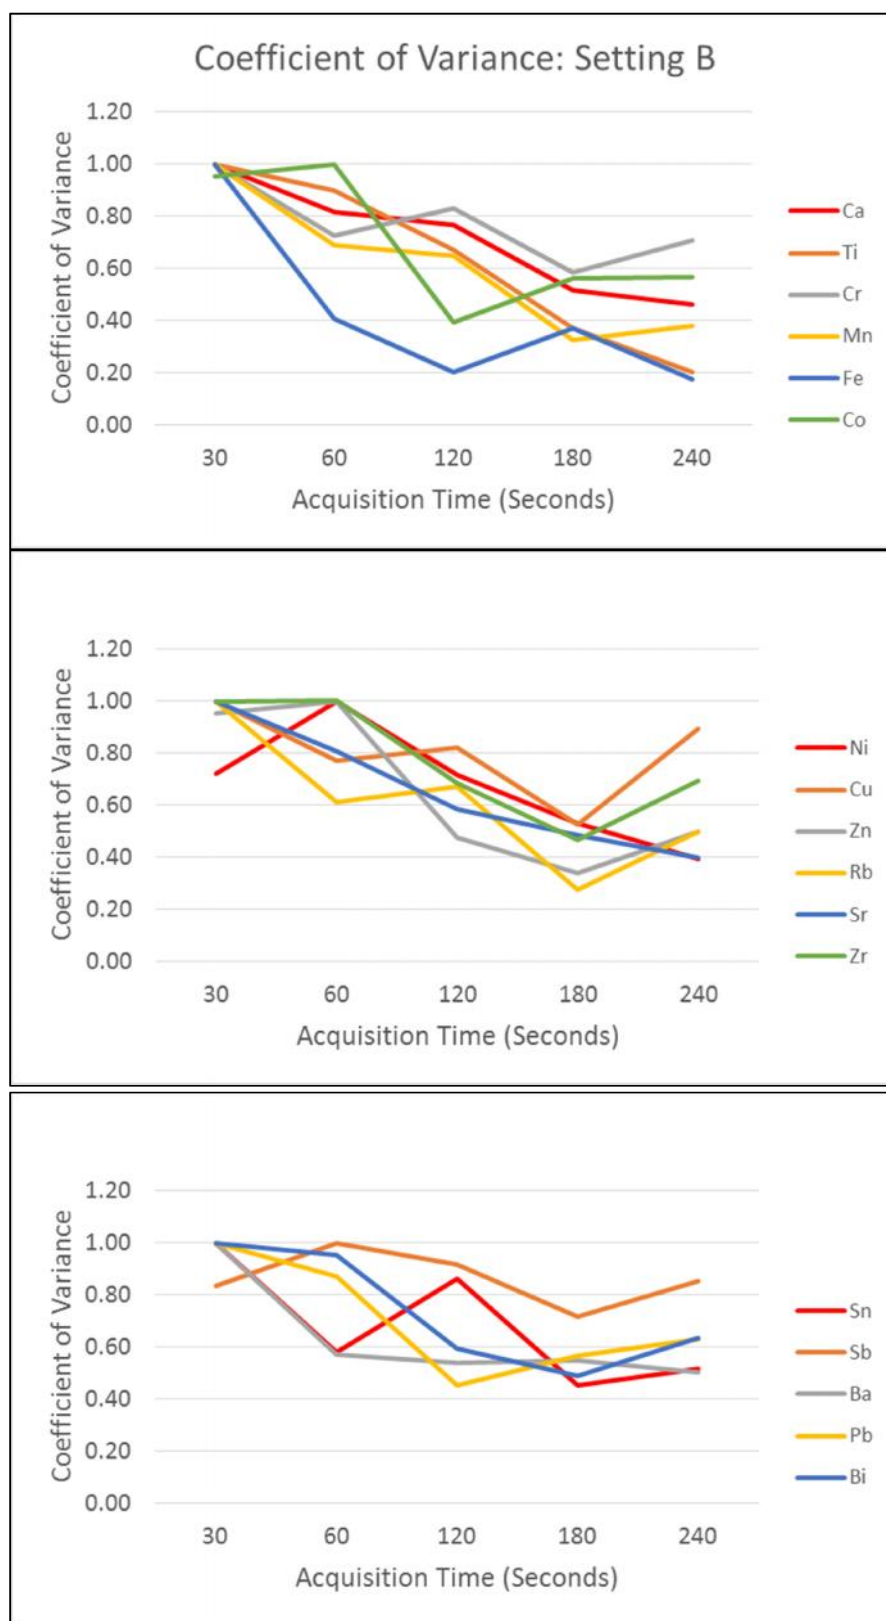 Coefficient of Variance: Setting B
Coefficient of Variance
1.20
1.00
0.80
0.60
0.40
0.20
0.00
30 60 120 180 240
Acquisition Time (Seconds)
Ca
Ti
Cr
Mn
Fe
Co
Coefficient of Variance
1.20
1.00
0.80
0.60
0.40
0.20
0.00
30 60 120 180 240
Acquisition Time (Seconds)
Ni
Cu
Zn
Rb
Sr
Zr
Coefficient of Variance
1.20
1.00
0.80
0.60
0.40
0.20
0.00
30 60 120 180 240
Acquisition Time (Seconds)
Sn
Sb
Ba
Pb
Bi